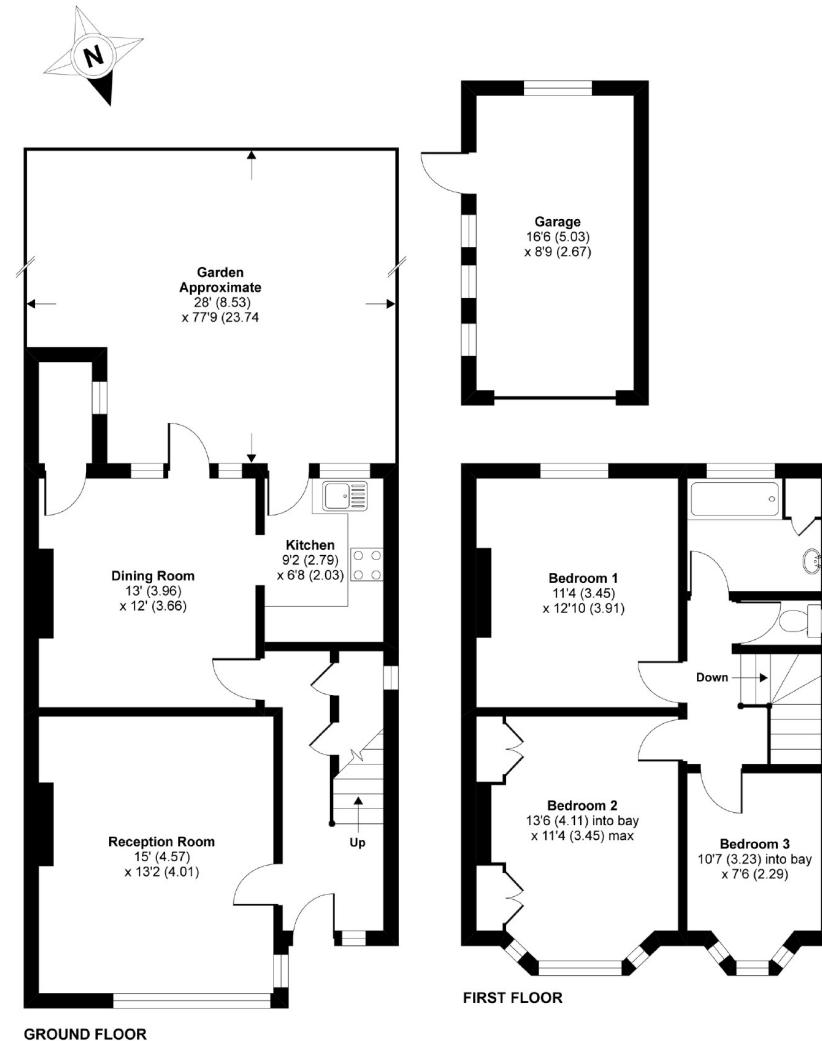 N
Garden
Approximate
28' (8.53)
x 77'9 (23.74
Garage
16'6 (5.03)
x 8'9 (2.67)
Kitchen
9'2 (2.79)
x 6'8 (2.03)
Dining Room
13' (3.96)
x 12' (3.66)
Bedroom 1
11'4 (3.45)
x 12'10 (3.91)
Down
Reception Room
15' (4.57)
x 13'2 (4.01)
Up
Bedroom 2
13'6 (4.11) into bay
x 11'4 (3.45) max
Bedroom 3
10'7 (3.23) into bay
x 7'6 (2.29)
FIRST FLOOR
GROUND FLOOR